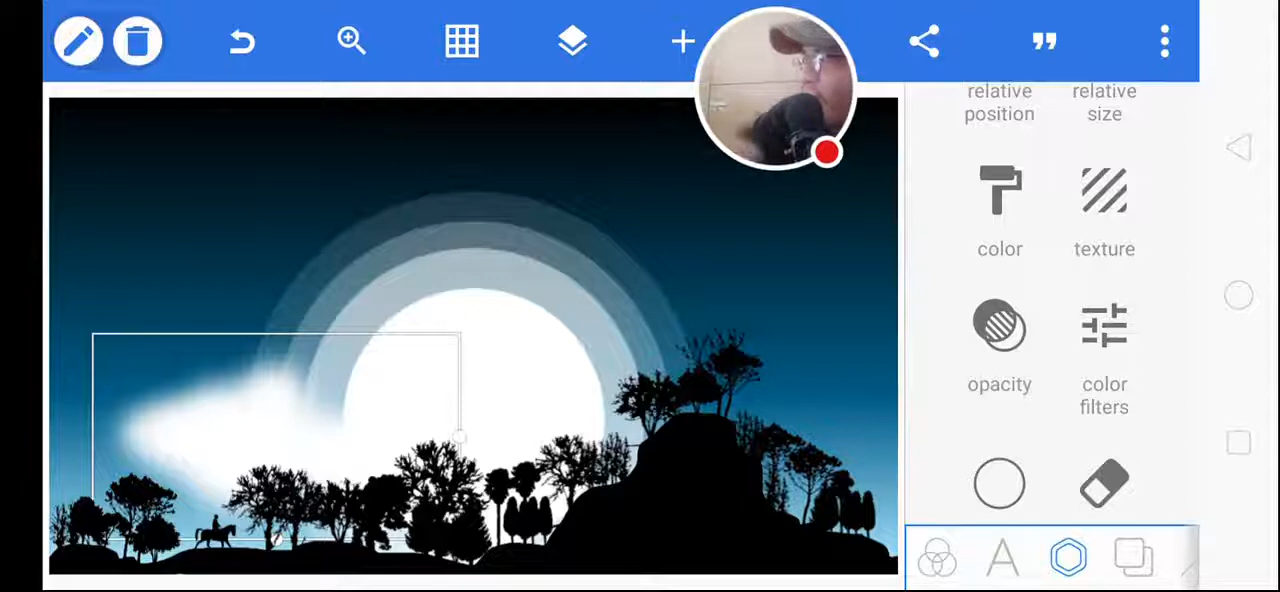 relative position
relative size
color
texture
opacity
color filters